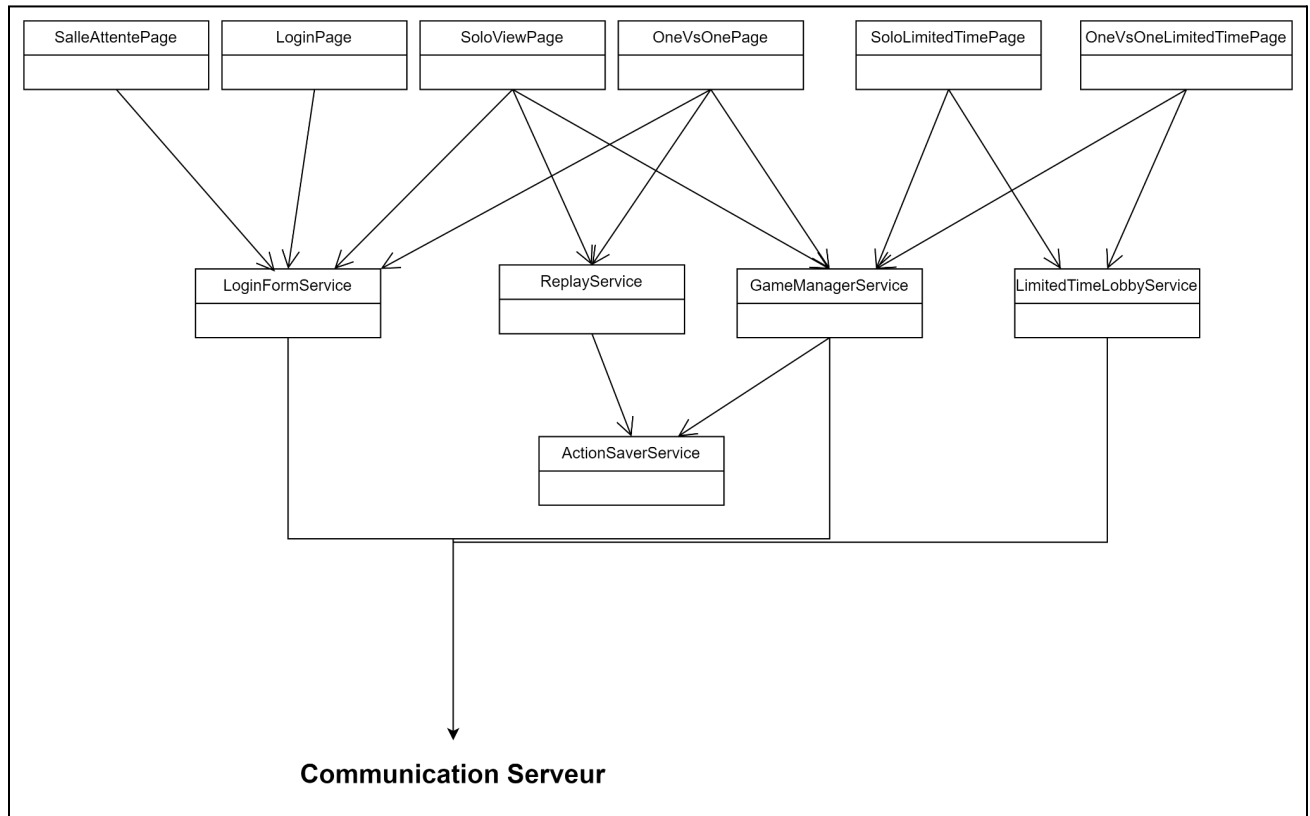 SalleAttentePage
LoginPage
SoloViewPage
OneVsOnePage
SoloLimitedTimePage
OneVsOneLimitedTimePage
LoginFormService
ReplayService
GameManagerService
LimitedTimeLobbyService
ActionSaverService
Communication Serveur